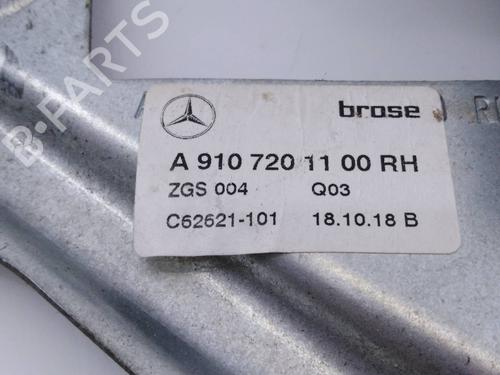 brose
A 910 720 11 00 RH
ZGS 004 Q03
C62621-101 18.10.18 B
B-PARTS